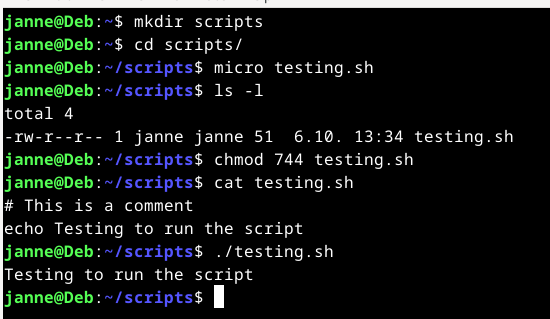 janne@Deb:~$ mkdir scripts
janne@Deb:~$ cd scripts/
janne@Deb:~/scripts$ micro testing.sh
janne@Deb:~/scripts$ ls -l
total 4
-rw-r--r-- 1 janne janne 51  6.10. 13:34 testing.sh
janne@Deb:~/scripts$ chmod 744 testing.sh
janne@Deb:~/scripts$ cat testing.sh
# This is a comment
echo Testing to run the script
janne@Deb:~/scripts$ ./testing.sh
Testing to run the script
janne@Deb:~/scripts$